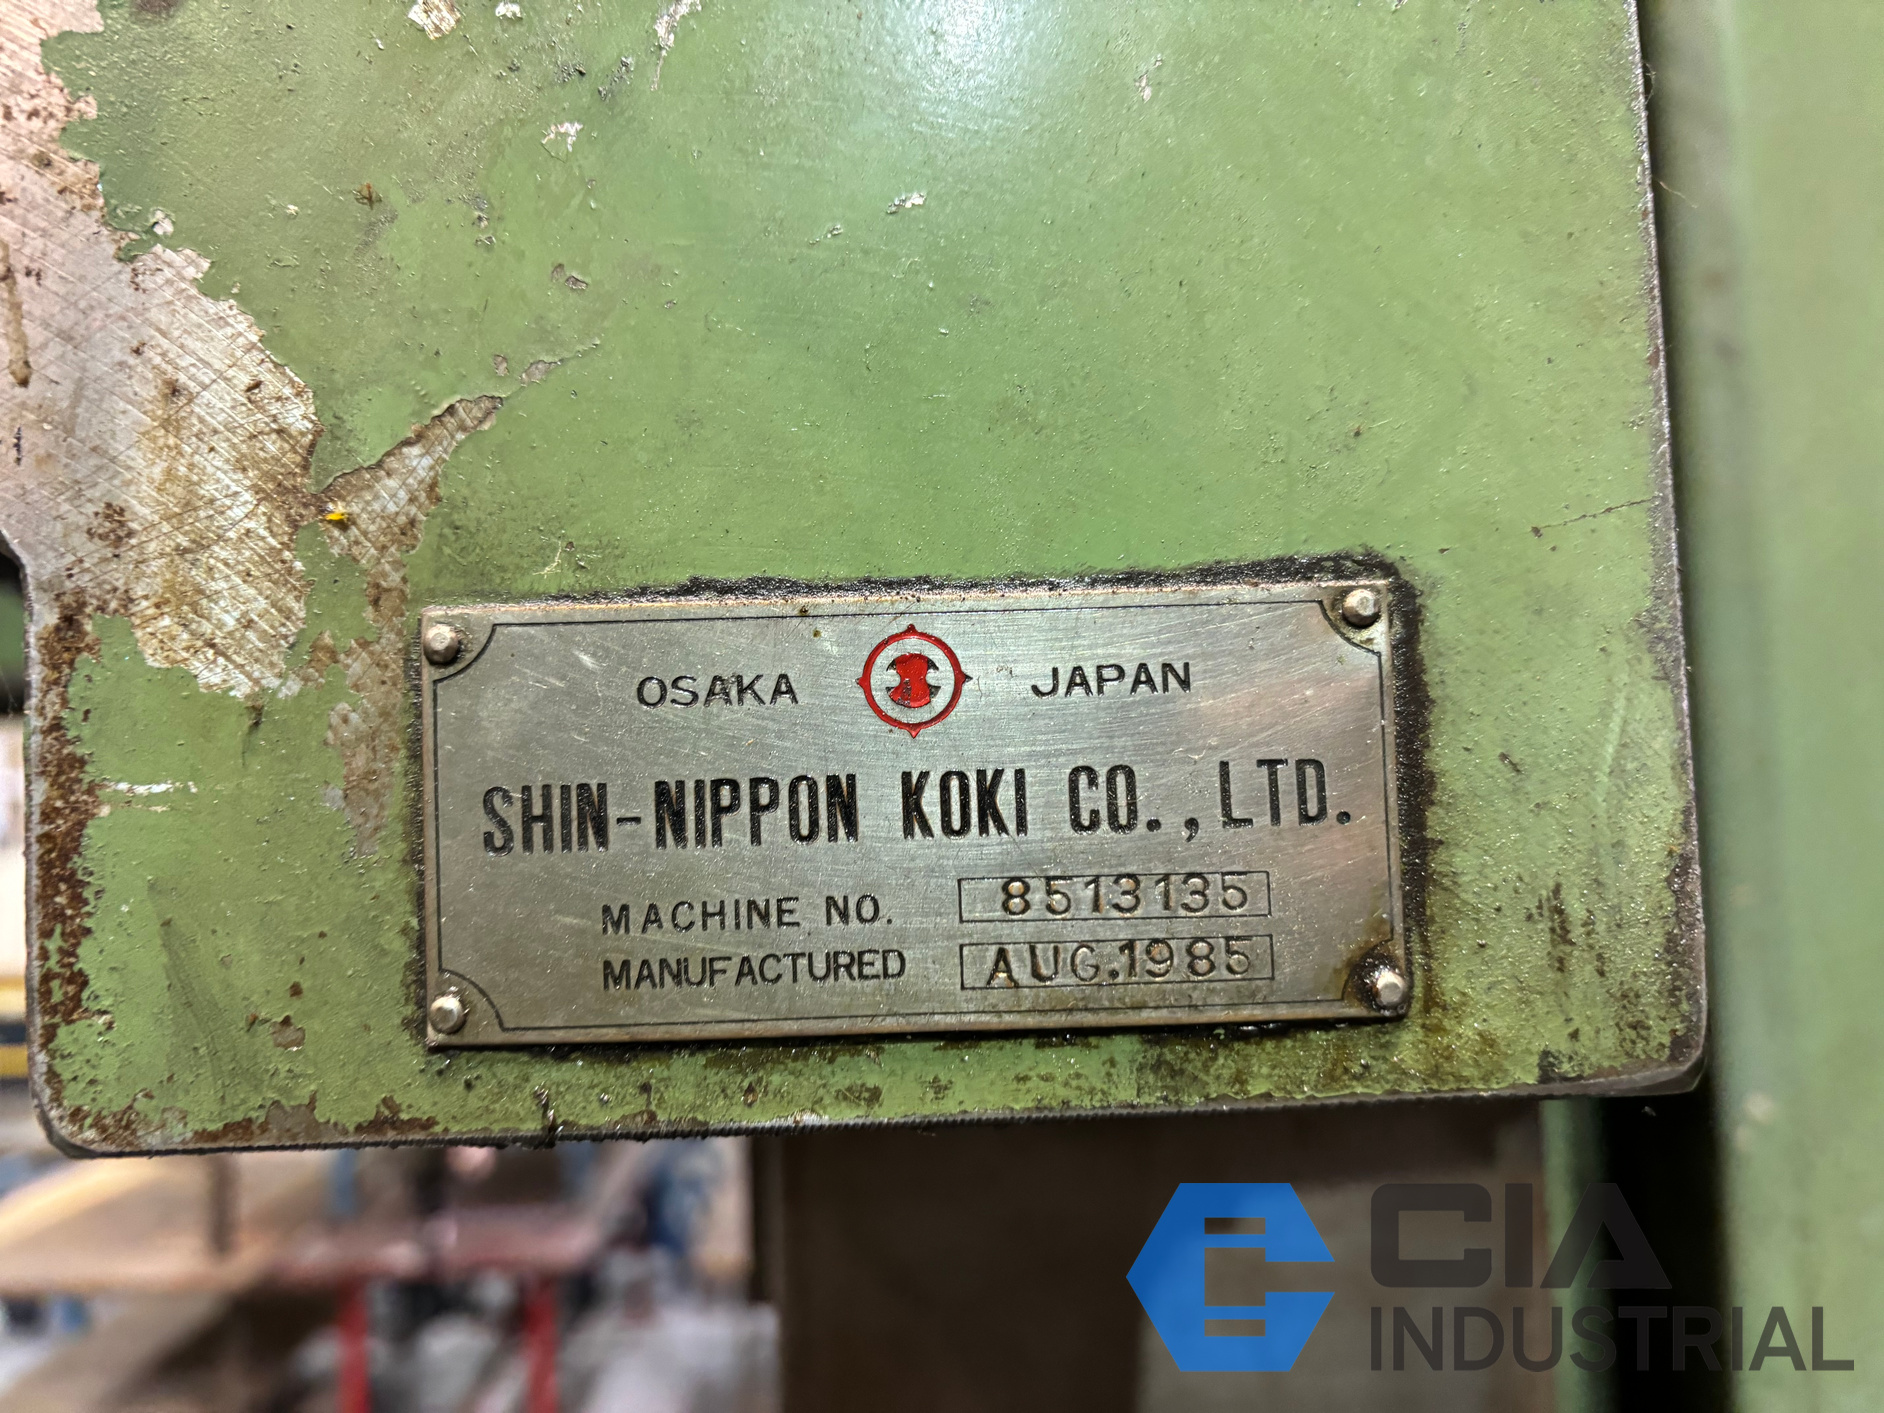 OSAKA JAPAN
SHIN-NIPPON KOKI CO., LTD.
MACHINE NO. 8513135
MANUFACTURED AUG.1985
CIA
INDUSTRIAL